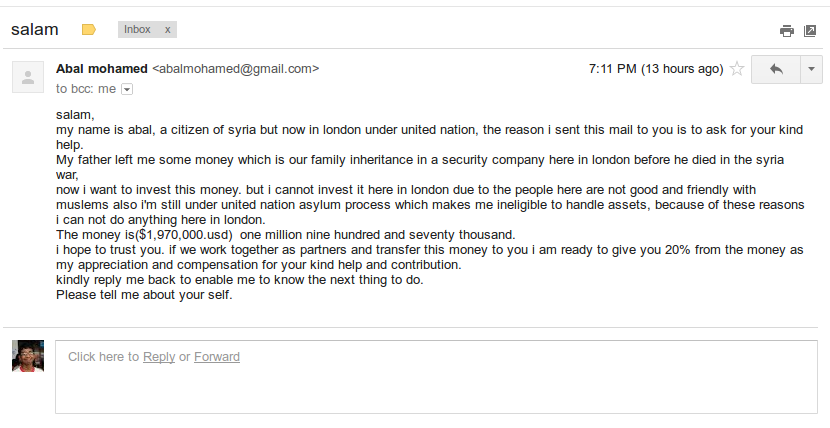 salam
Inbox x
Abal mohamed <abalmohamed@gmail.com>
7:11 PM (13 hours ago)
to bcc: me
salam,
my name is abal, a citizen of syria but now in london under united nation, the reason i sent this mail to you is to ask for your kind
help.
My father left me some money which is our family inheritance in a security company here in london before he died in the syria
war,
now i want to invest this money. but i cannot invest it here in london due to the people here are not good and friendly with
muslems also i'm still under united nation asylum process which makes me ineligible to handle assets, because of these reasons
i can not do anything here in london.
The money is($1,970,000.usd)  one million nine hundred and seventy thousand.
i hope to trust you. if we work together as partners and transfer this money to you i am ready to give you 20% from the money as
my appreciation and compensation for your kind help and contribution.
kindly reply me back to enable me to know the next thing to do.
Please tell me about your self.
Click here to Reply or Forward